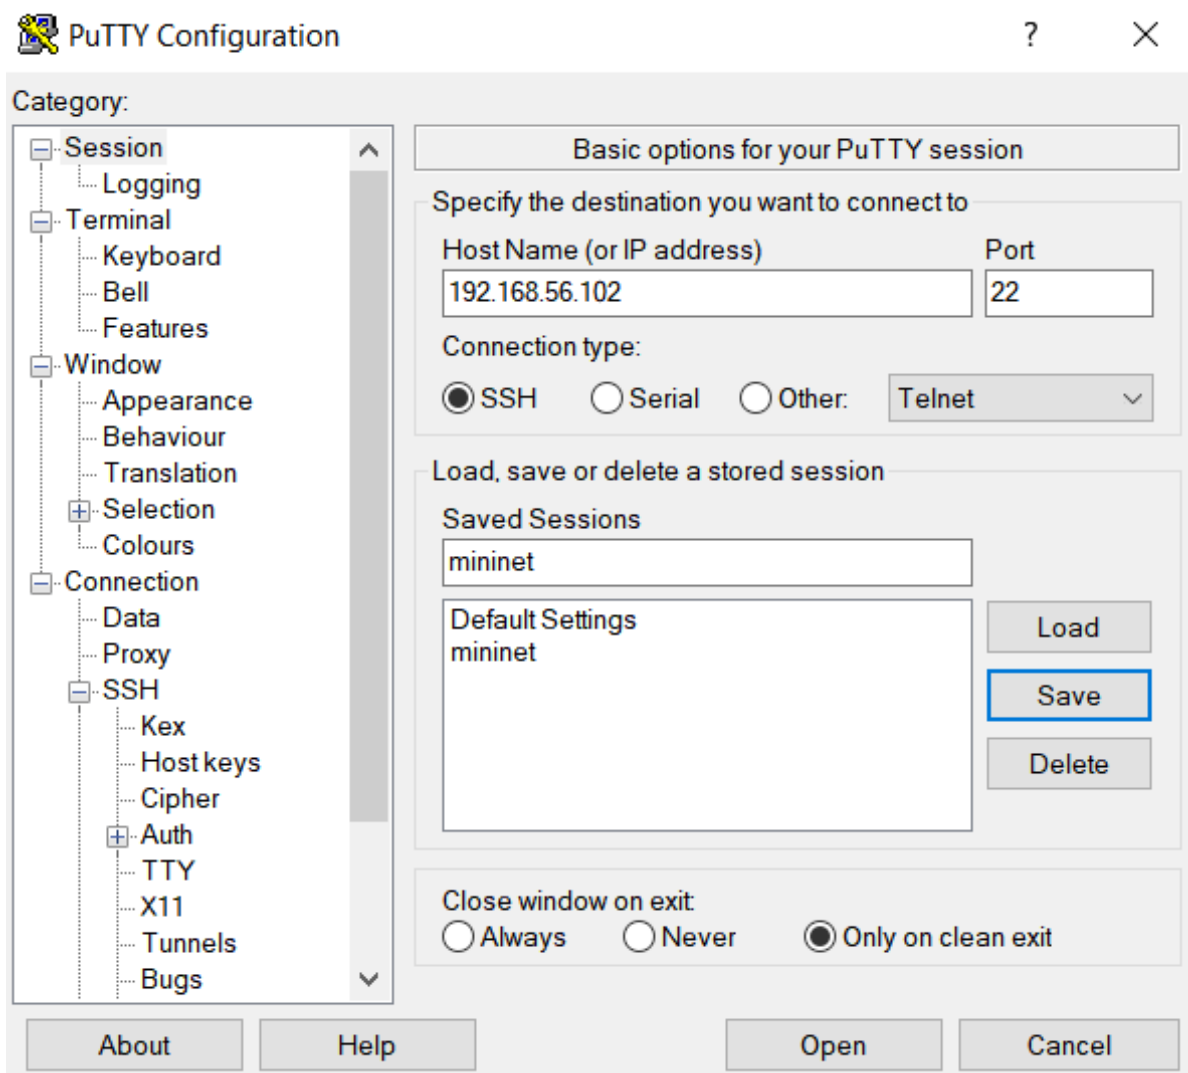 PuTTY Configuration
?
Category:
Session
Logging
Terminal
Keyboard
Bell
Features
Window
Appearance
Behaviour
Translation
Selection
Colours
Connection
Data
Proxy
SSH
Kex
Host keys
Cipher
Auth
TTY
X11
Tunnels
Bugs
Basic options for your PuTTY session
Specify the destination you want to connect to
Host Name (or IP address) Port
192.168.56.102 22
Connection type:
SSH Serial Other: Telnet
Load, save or delete a stored session
Saved Sessions
mininet
Default Settings
mininet
Load
Save
Delete
Close window on exit:
Always Never Only on clean exit
About Help Open Cancel